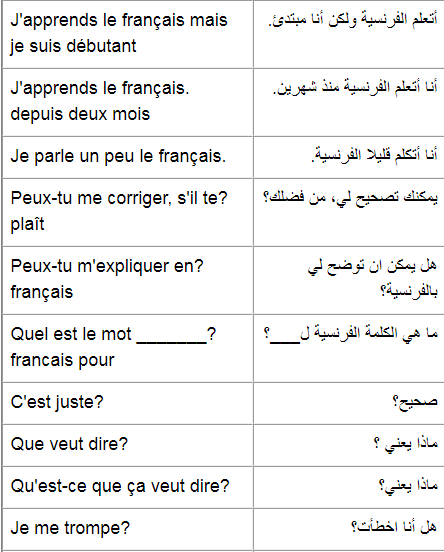 J'apprends le français mais
je suis débutant
أتعلم الفرنسية ولكن أنا مبتدئ.
J'apprends le français.
depuis deux mois
أنا أتعلم الفرنسية منذ شهرين.
Je parle un peu le français.
أنا أتكلم قليلا الفرنسية.
Peux-tu me corriger, s'il te?
plaît
يمكنك تصحيح لي، من فضلك؟
Peux-tu m'expliquer en?
français
هل يمكن ان توضح لي
بالفرنسية؟
Quel est le mot _______?
francais pour
ما هي الكلمة الفرنسية ل___؟
C'est juste?
صحيح؟
Que veut dire?
ماذا يعني ؟
Qu'est-ce que ça veut dire?
ماذا يعني؟
Je me trompe?
هل أنا اخطأت؟